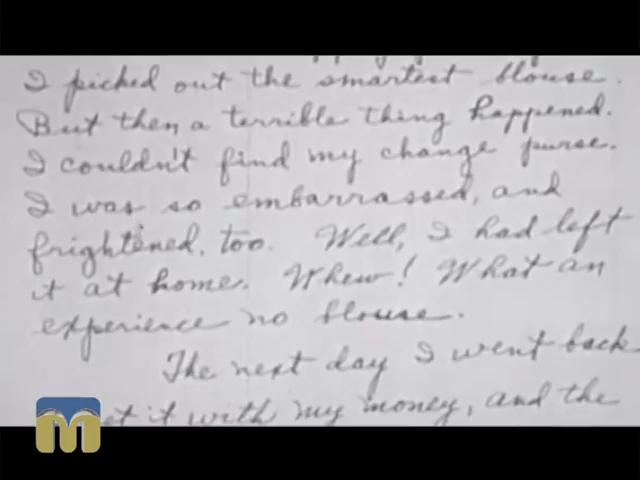 I picked out the smartest blouse.
But then a terrible thing happened.
I couldn't find my change purse.
I was so embarrassed, and
frightened, too. Well, I had left
it at home. Whew! What an
experience no blouse.
The next day I went back
it with my money, and the
M